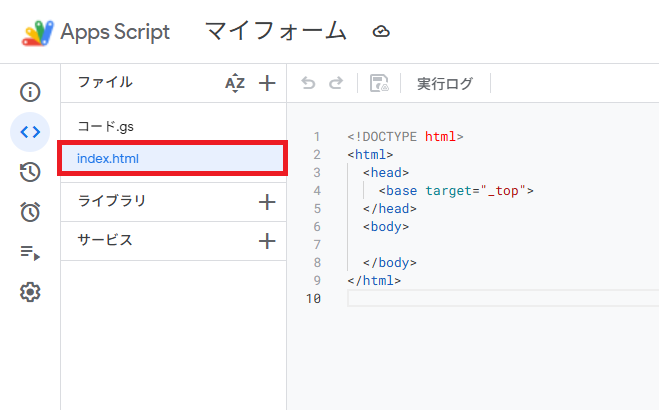 Apps Script マイフォーム
ファイル
AZ
実行ログ
コード.gs
index.html
ライブラリ
サービス
1 <!DOCTYPE html>
2 <html>
3 <head>
4 <base target="_top">
5 </head>
6 <body>
7
8 </body>
9 </html>
10